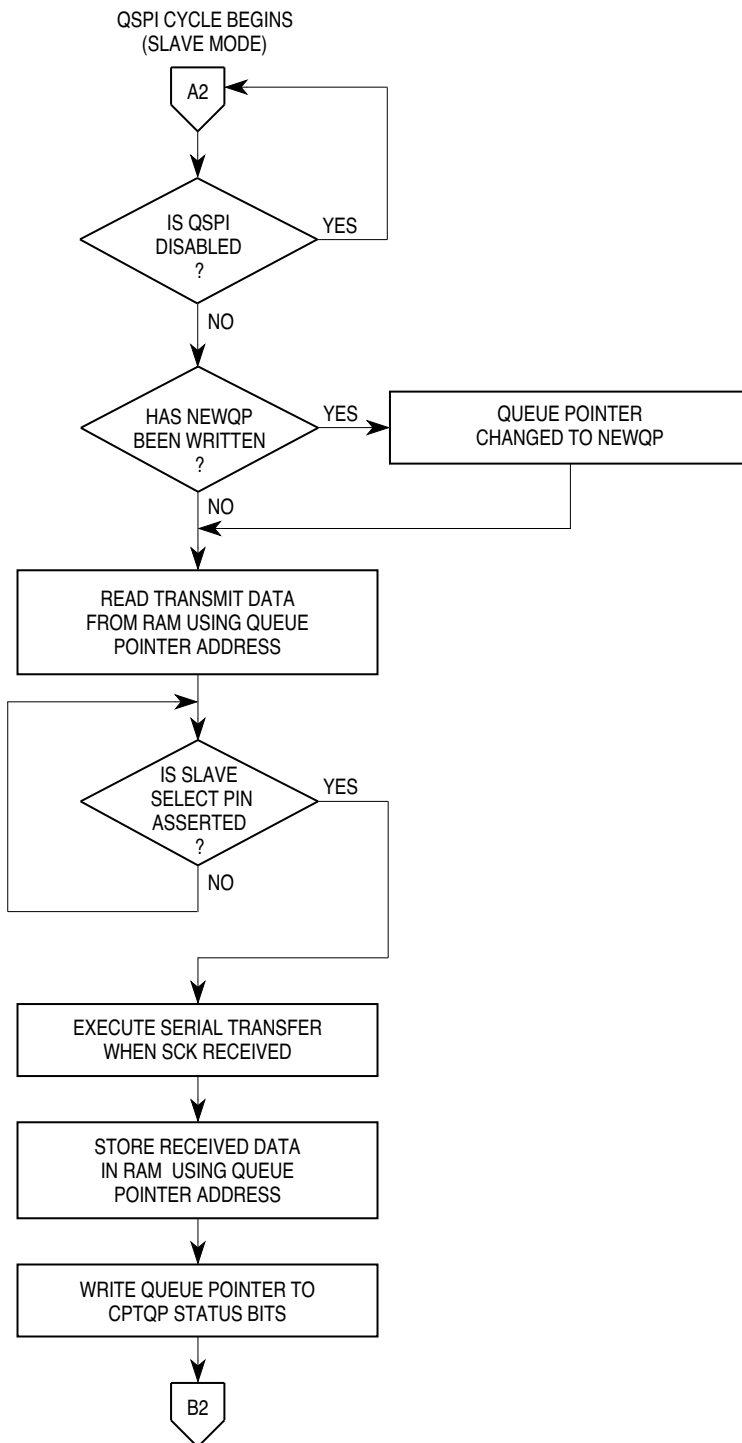 QSPI CYCLE BEGINS
(SLAVE MODE)
A2
IS QSPI
DISABLED
?
YES
NO
HAS NEWQP
BEEN WRITTEN
?
YES
QUEUE POINTER
CHANGED TO NEWQP
NO
READ TRANSMIT DATA
FROM RAM USING QUEUE
POINTER ADDRESS
IS SLAVE
SELECT PIN
ASSERTED
?
YES
NO
EXECUTE SERIAL TRANSFER
WHEN SCK RECEIVED
STORE RECEIVED DATA
IN RAM USING QUEUE
POINTER ADDRESS
WRITE QUEUE POINTER TO
CPTQP STATUS BITS
B2